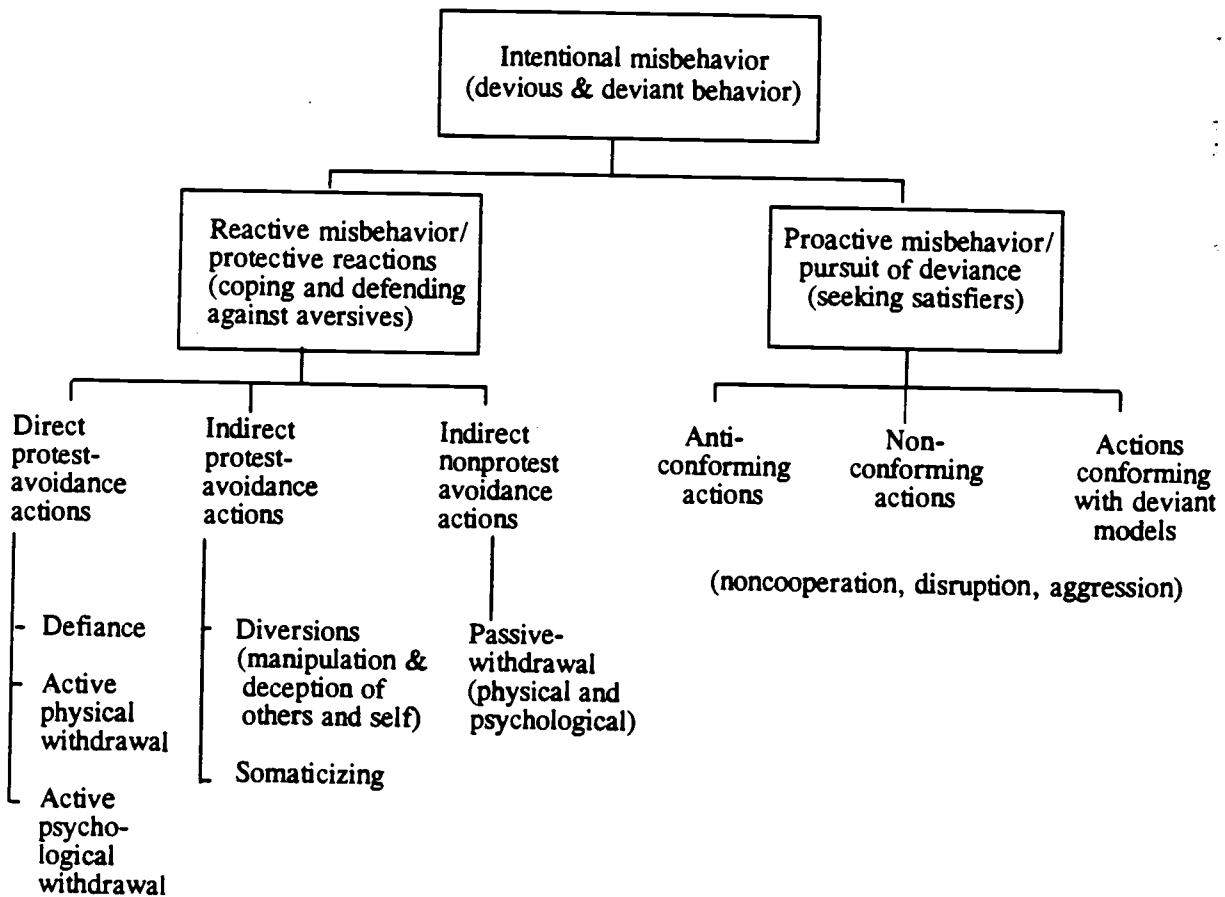 Intentional misbehavior
(devious & deviant behavior)
Reactive misbehavior/
protective reactions
(coping and defending
against aversives)
Proactive misbehavior/
pursuit of deviance
(seeking satisfiers)
Direct
protest-
avoidance
actions
Indirect
protest-
avoidance
actions
Indirect
nonprotest
avoidance
actions
Anti-
conforming
actions
Non-
conforming
actions
Actions
conforming
with deviant
models
(noncooperation, disruption, aggression)
Defiance
Active
physical
withdrawal
Active
psycho-
logical
withdrawal
Diversions
(manipulation &
deception of
others and self)
Somaticizing
Passive-
withdrawal
(physical and
psychological)